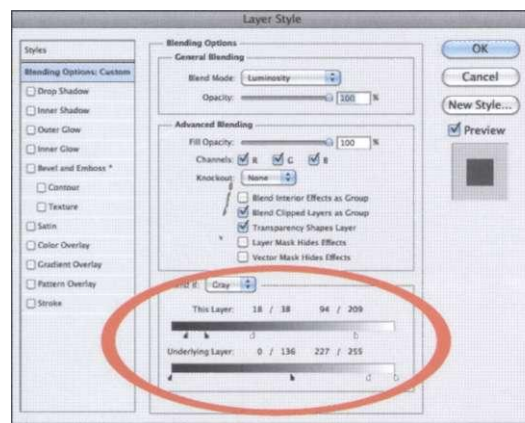 Layer Style
Styles
Blending Options: Custom
Drop Shadow
Inner Shadow
Outer Glow
Inner Glow
Bevel and Emboss *
Contour
Texture
Satin
Color Overlay
Gradient Overlay
Pattern Overlay
Stroke
Blending Options
General Blending
Blend Mode: Luminosity
Opacity: 100 %
Advanced Blending
Fill Opacity: 100 %
Channels: R G B
Knockout: None
Blend Interior Effects as Group
Blend Clipped Layers as Group
Transparency Shapes Layer
Layer Mask Hides Effects
Vector Mask Hides Effects
If: Gray
This Layer: 18 / 38 94 / 209
Underlying Layer: 0 / 136 227 / 255
OK
Cancel
New Style...
Preview